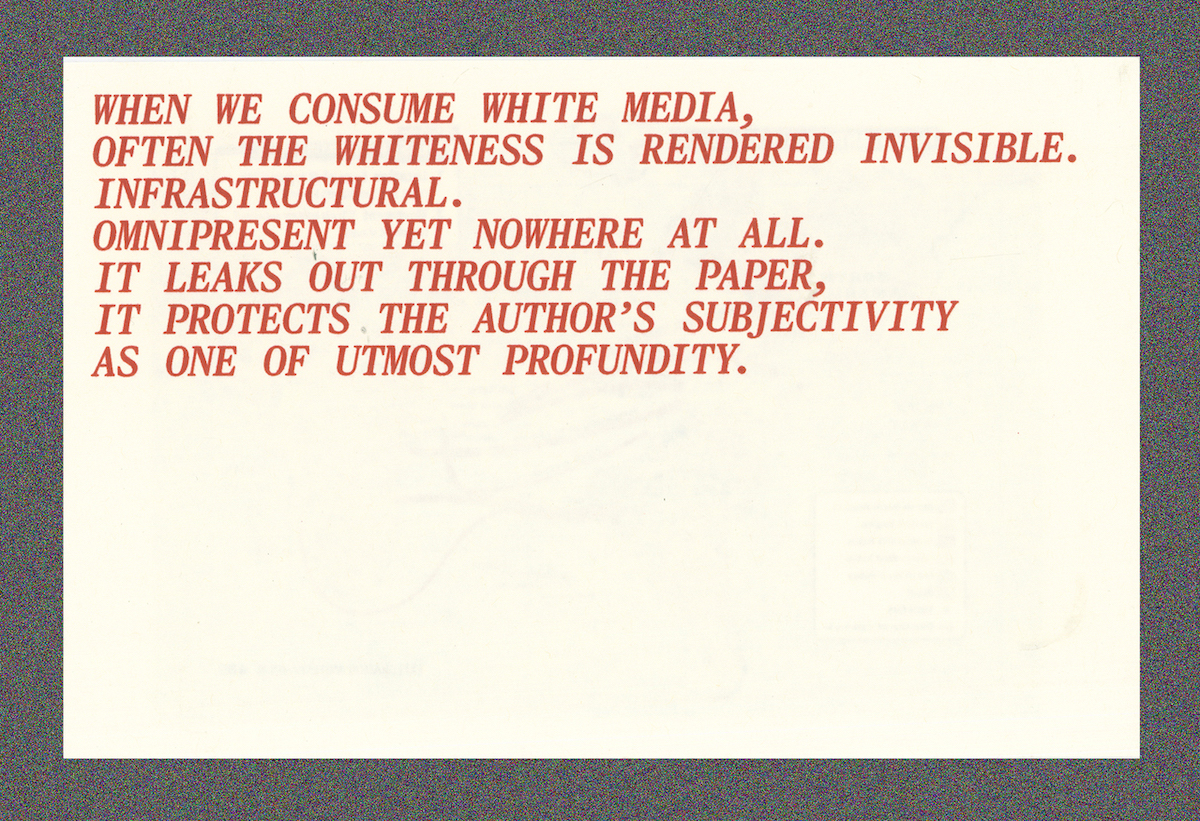 WHEN WE CONSUME WHITE MEDIA,
OFTEN THE WHITENESS IS RENDERED INVISIBLE.
INFRASTRUCTURAL.
OMNIPRESENT YET NOWHERE AT ALL.
IT LEAKS OUT THROUGH THE PAPER,
IT PROTECTS THE AUTHOR’S SUBJECTIVITY
AS ONE OF UTMOST PROFUNDITY.